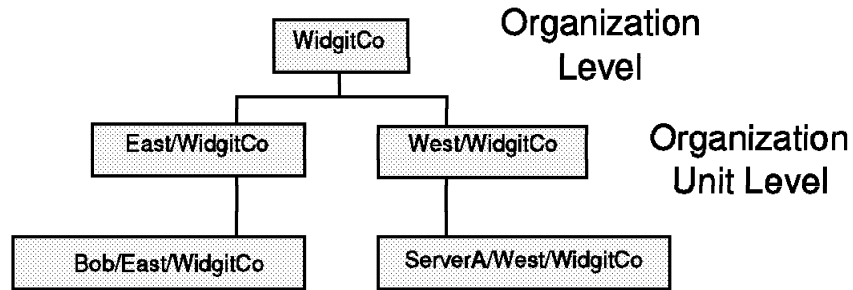 WidgitCo
Organization
Level
East/WidgitCo
West/WidgitCo
Organization
Unit Level
Bob/East/WidgitCo
ServerA/West/WidgitCo